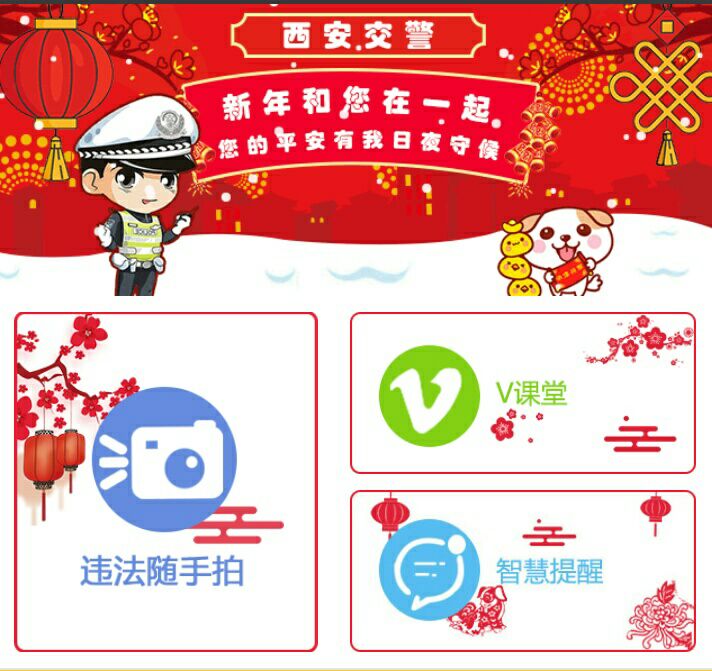 西安交警
新年和您在一起
您的平安有我日夜守候
V课堂
违法随手拍
智慧提醒